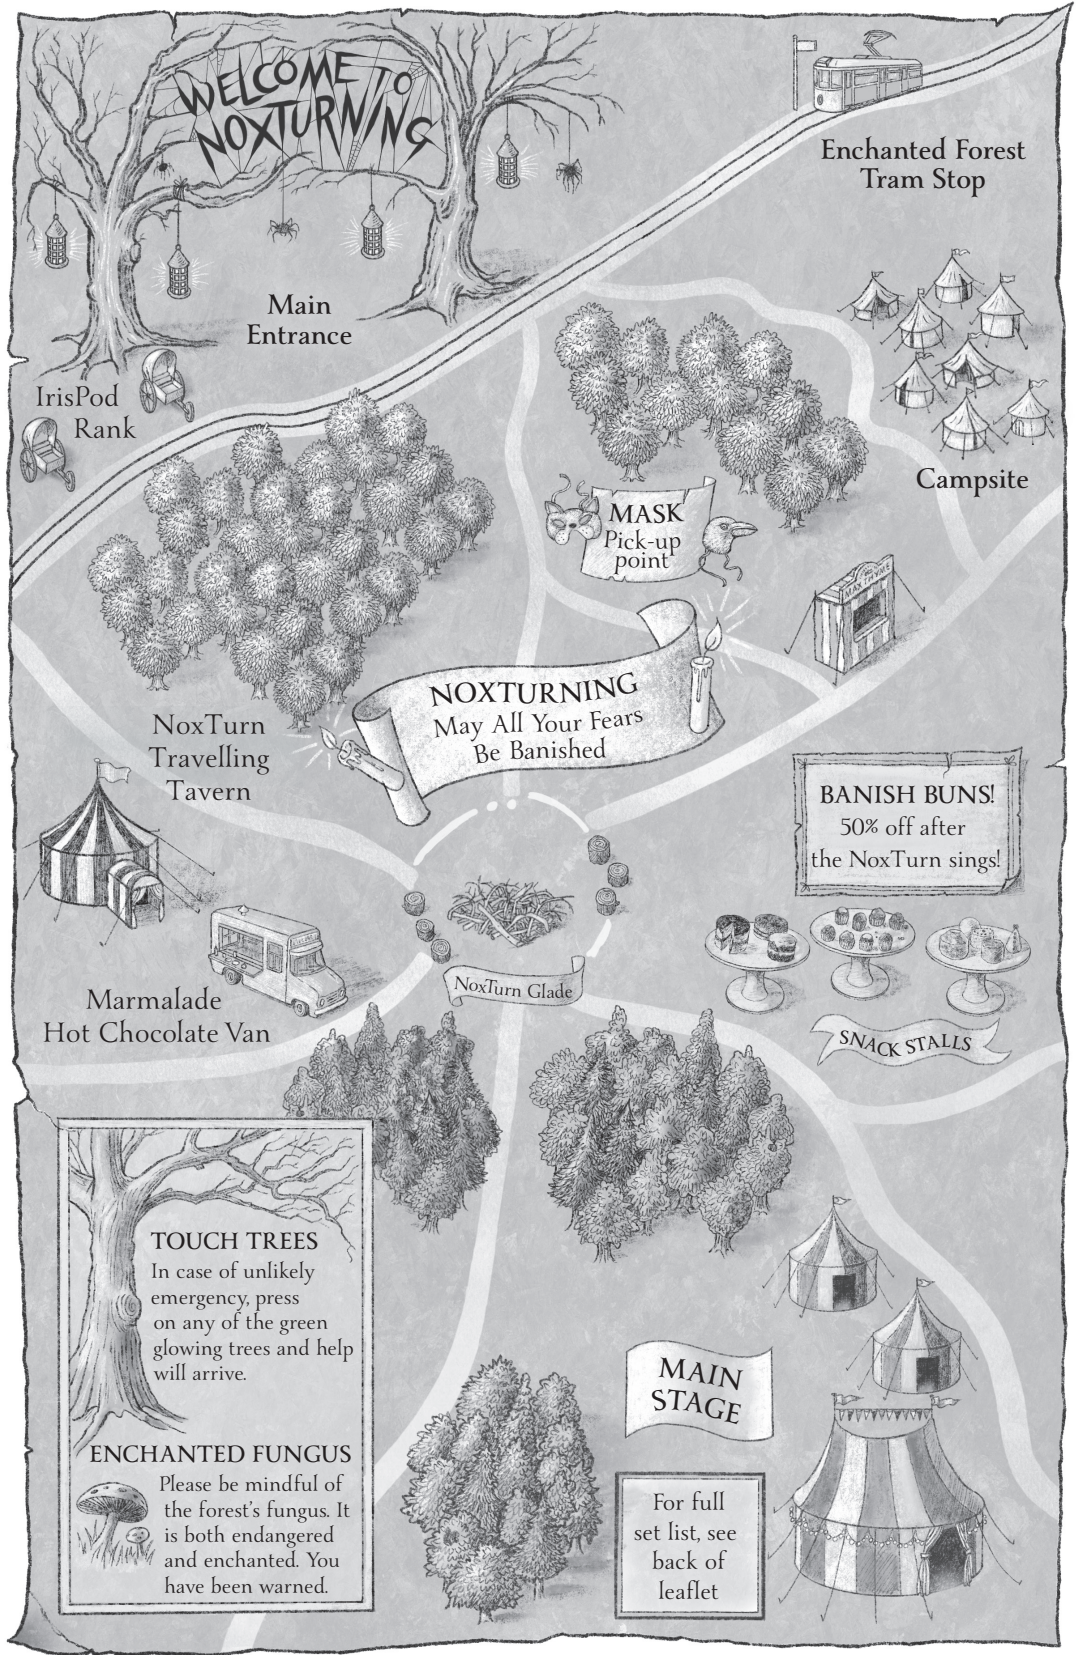 WELCOME TO
NOXTURNING
Enchanted Forest
Tram Stop
Main
Entrance
IrisPod
Rank
Campsite
MASK
Pick-up
point
NOXTURNING
May All Your Fears
Be Banished
NoxTurn
Travelling
Tavern
BANISH BUNS!
50% off after
the NoxTurn sings!
NoxTurn Glade
Marmalade
Hot Chocolate Van
SNACK STALLS
TOUCH TREES
In case of unlikely
emergency, press
on any of the green
glowing trees and help
will arrive.
ENCHANTED FUNGUS
Please be mindful of
the forest's fungus. It
is both endangered
and enchanted. You
have been warned.
MAIN
STAGE
For full
set list, see
back of
leaflet